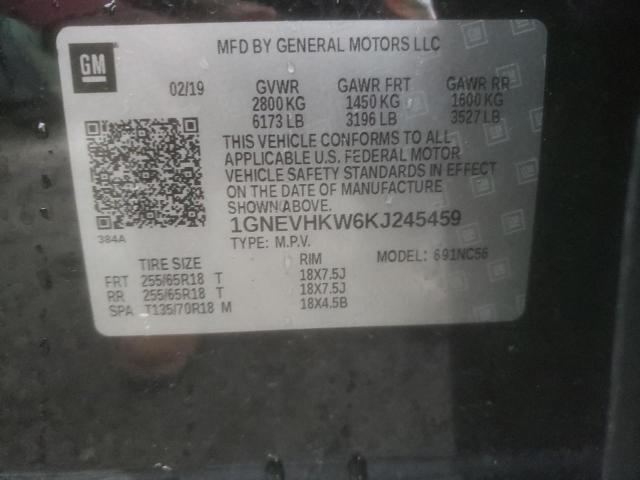 GM
MFD BY GENERAL MOTORS LLC
02/19 GVWR GAWR FRT GAWR RR
2800 KG 1450 KG 1600 KG
6173 LB 3196 LB 3527 LB
THIS VEHICLE CONFORMS TO ALL
APPLICABLE U.S. FEDERAL MOTOR
VEHICLE SAFETY STANDARDS IN EFFECT
ON THE DATE OF MANUFACTURE
SHOWN ABOVE.
1GNEVHKW6KJ245459
384A
TYPE: M.P.V. MODEL: 691NC56
TIRE SIZE RIM
FRT 255/65R18 T 18X7.5J
RR 255/65R18 T 18X7.5J
SPA T135/70R18 M 18X4.5B